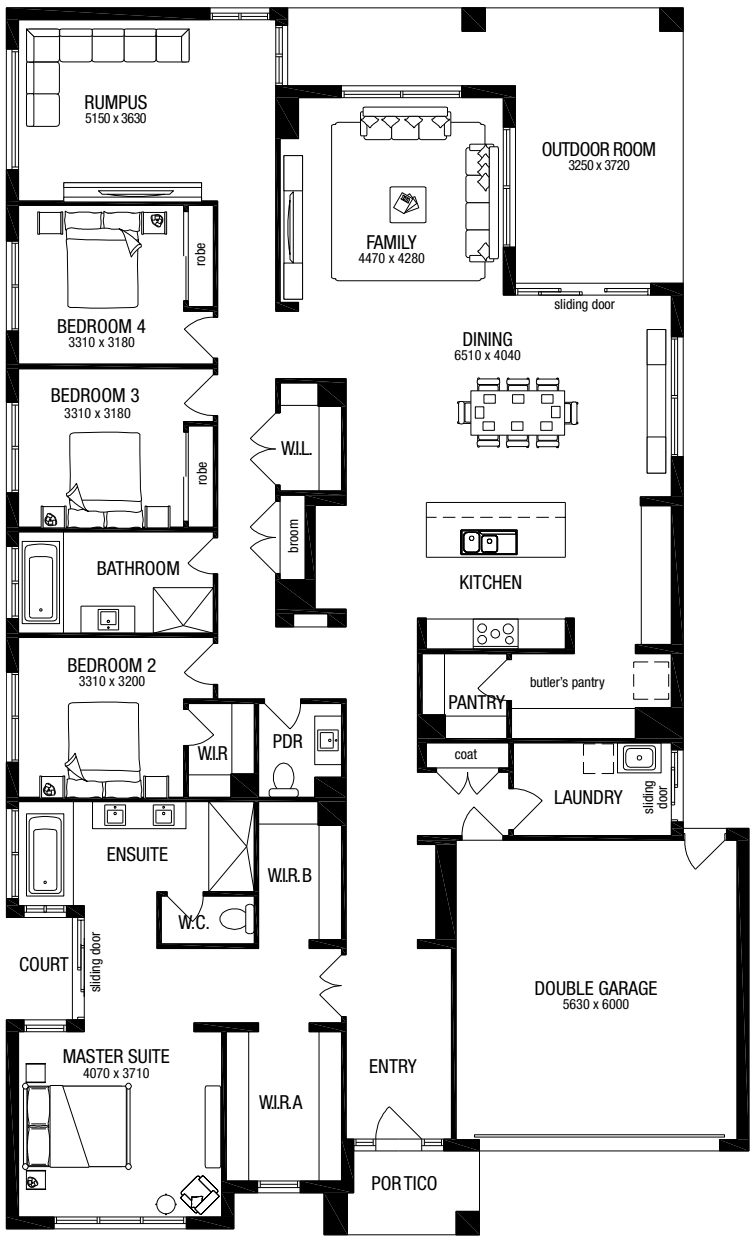 RUMPUS
5150 x 3630
OUTDOOR ROOM
3250 x 3720
FAMILY
4470 x 4280
robe
sliding door
BEDROOM 4
3310 x 3180
DINING
6510 x 4040
BEDROOM 3
3310 x 3180
W.I.L.
robe
broom
BATHROOM
KITCHEN
BEDROOM 2
3310 x 3200
butler's pantry
PANTRY
W.I.R
PDR
coat
LAUNDRY
sliding
door
ENSUITE
W.I.R.B
W.C.
COURT
sliding door
DOUBLE GARAGE
5630 x 6000
MASTER SUITE
4070 x 3710
ENTRY
W.I.R.A
PORTICO